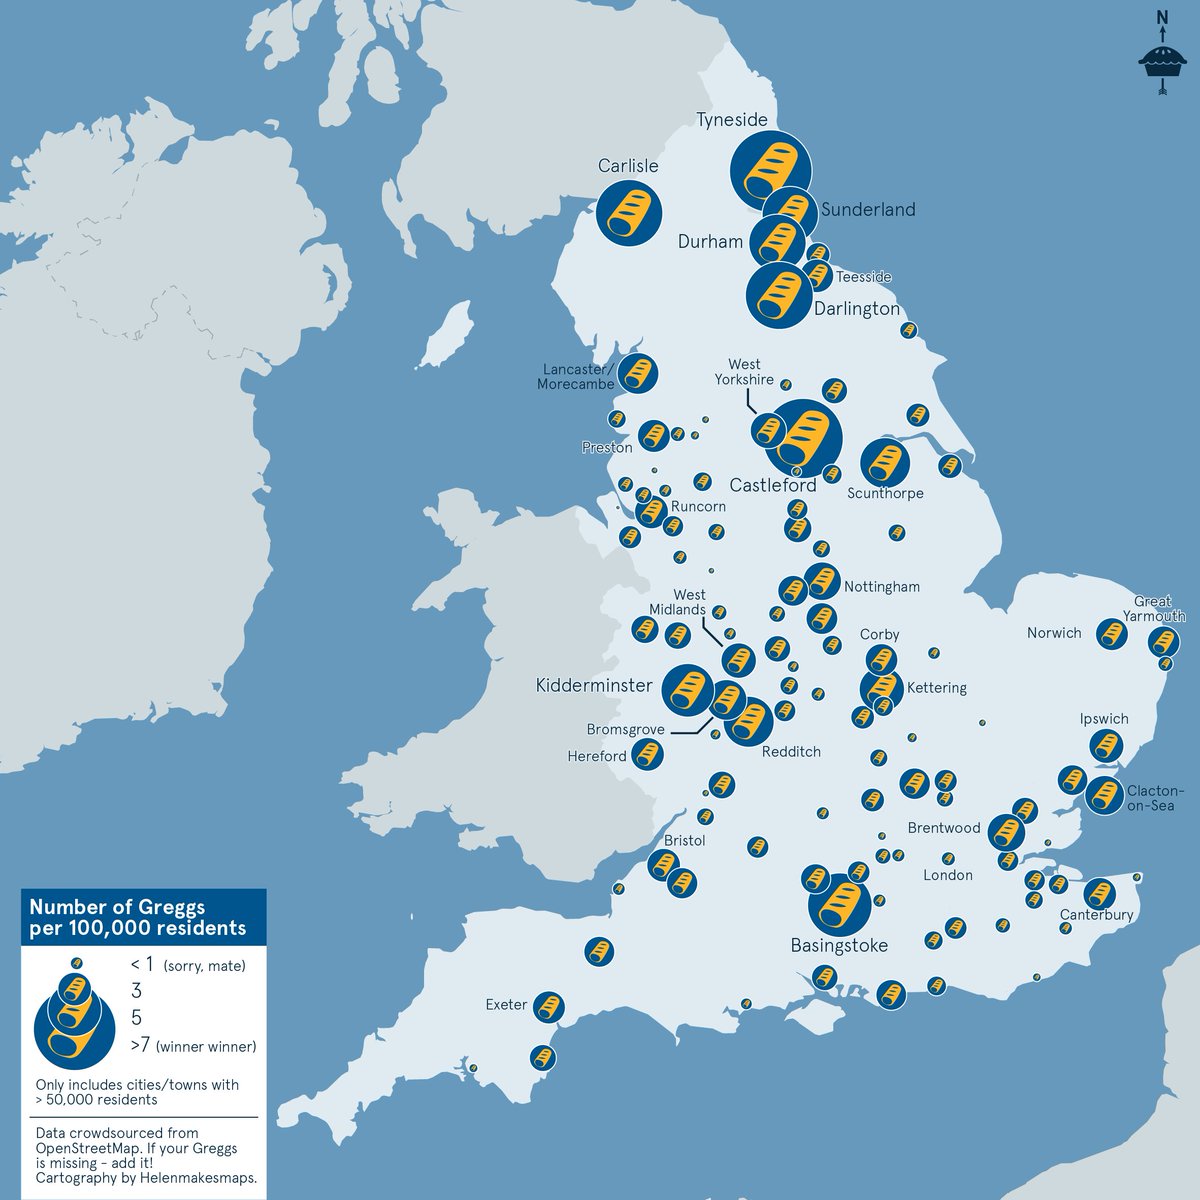 N
Tyneside
Carlisle
Sunderland
Durham
Teesside
Darlington
Lancaster/
Morecambe
West
Yorkshire
Preston
Castleford
Scunthorpe
Runcorn
Nottingham
West
Midlands
Great
Yarmouth
Norwich
Corby
Kidderminster
Kettering
Bromsgrove
Redditch
Hereford
Ipswich
Clacton-
on-Sea
Brentwood
Bristol
London
Canterbury
Basingstoke
Exeter
Number of Greggs
per 100,000 residents
< 1 (sorry, mate)
3
5
>7 (winner winner)
Only includes cities/towns with
> 50,000 residents
Data crowdsourced from
OpenStreetMap. If your Greggs
is missing - add it!
Cartography by Helenmakesmaps.